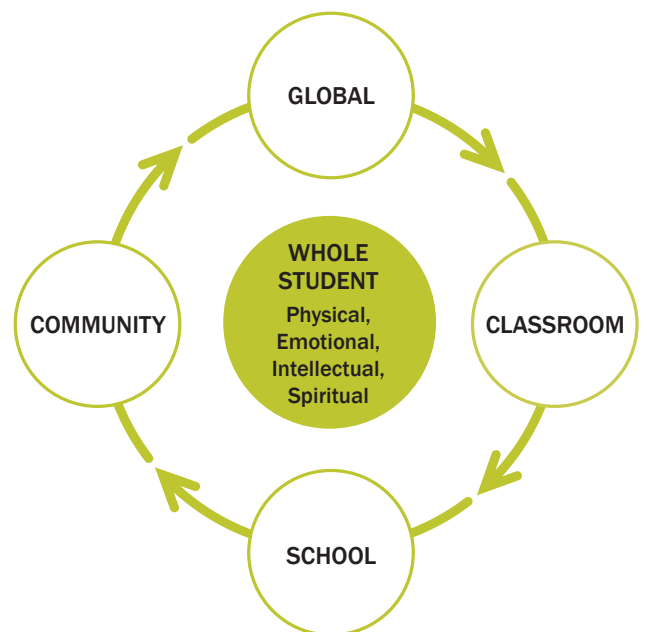 GLOBAL
WHOLE
STUDENT
Physical,
Emotional,
Intellectual,
Spiritual
COMMUNITY
CLASSROOM
SCHOOL